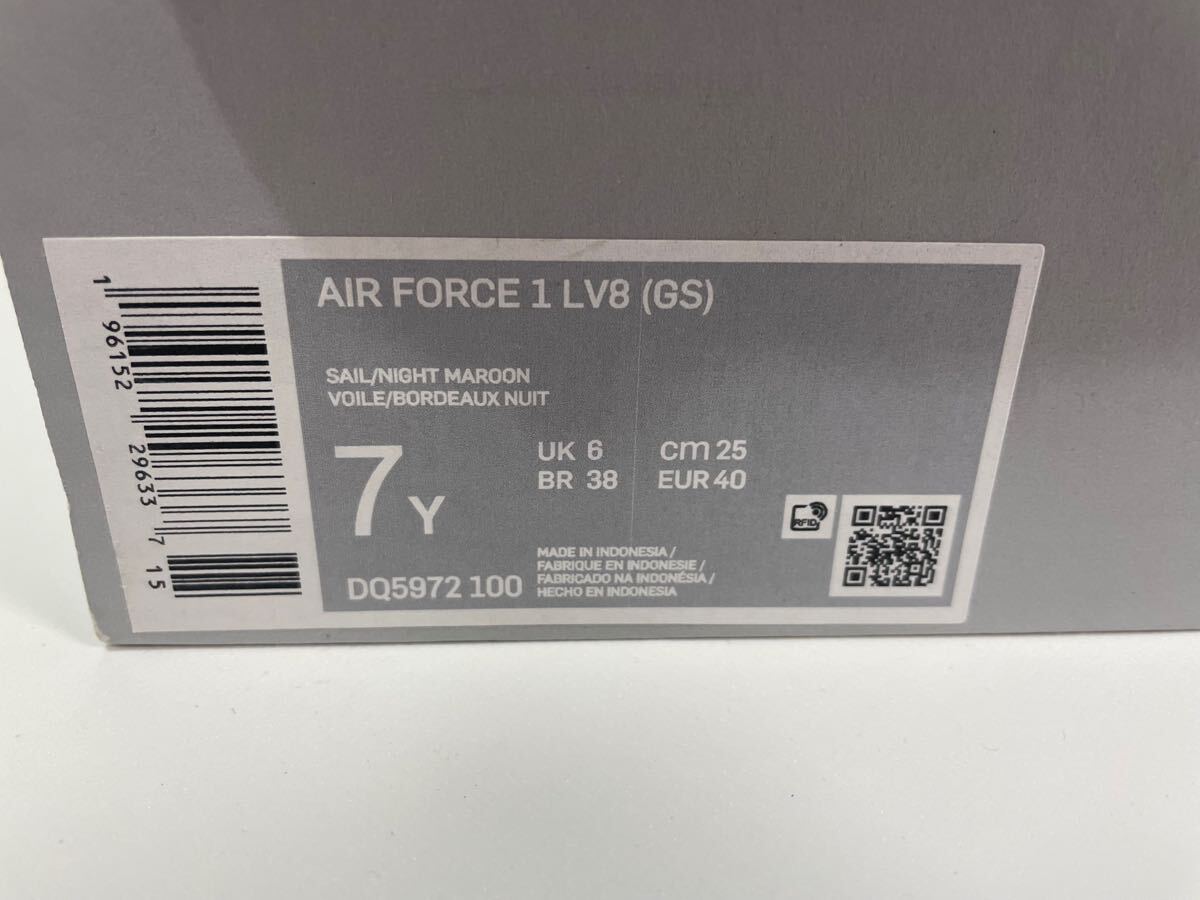 AIR FORCE 1 LV8 (GS)
SAIL/NIGHT MAROON
VOILE/BORDEAUX NUIT
7 Y
UK 6 cm 25
BR 38 EUR 40
DQ5972 100
MADE IN INDONESIA /
FABRIQUE EN INDONESIE /
FABRICADO NA INDONÉSIA /
HECHO EN INDONESIA
RFID
1 96152 29633 7 15